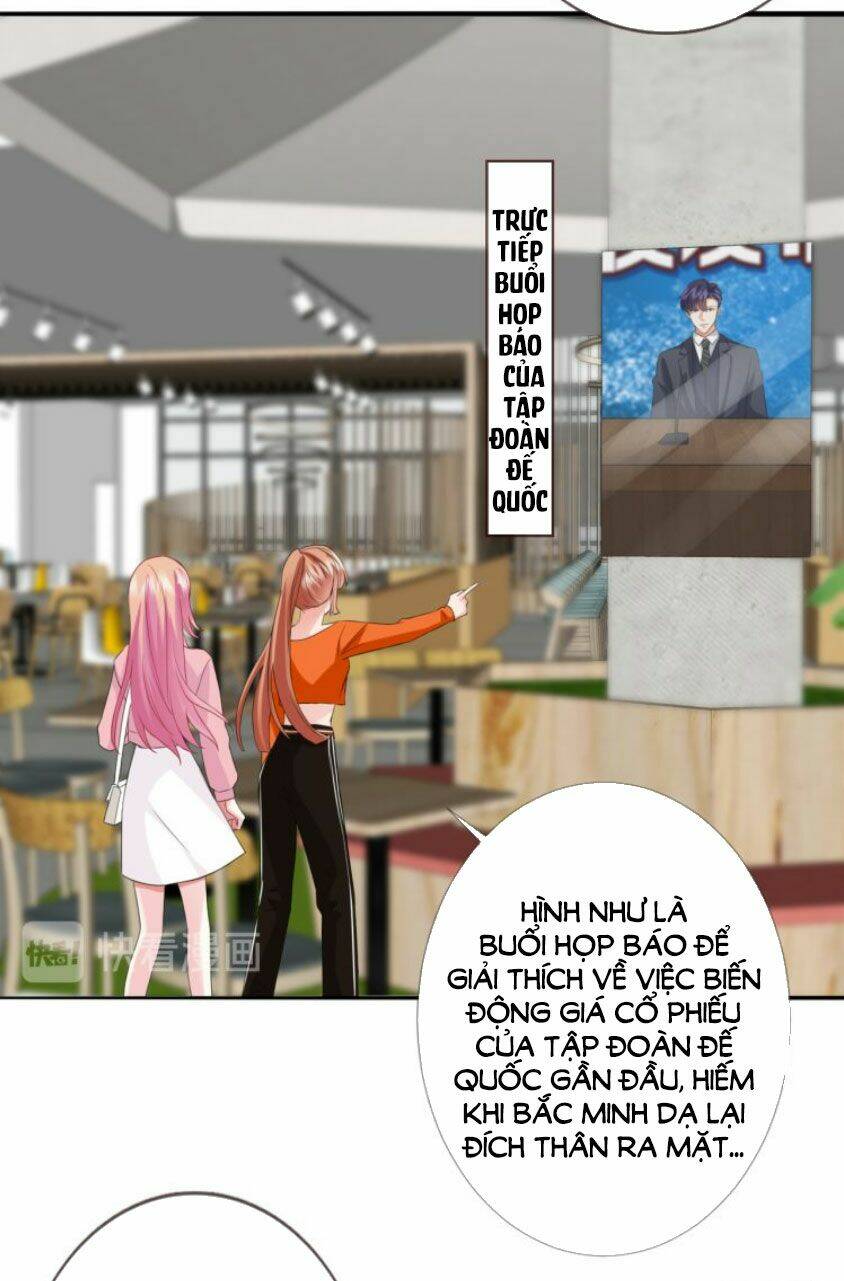 TRỰC
TIẾP
BUỔI
HỌP
BÁO
CỦA
TẬP
ĐOÀN
ĐẾ
QUỐC
快看漫画
HÌNH NHƯ LÀ
BUỔI HỌP BÁO ĐỂ
GIẢI THÍCH VỀ VIỆC BIẾN
ĐỘNG GIÁ CỔ PHIẾU
CỦA TẬP ĐOÀN ĐẾ
QUỐC GẦN ĐẦU, HIẾM
KHI BẮC MINH DẠ LẠI
ĐÍCH THÂN RA MẶT...